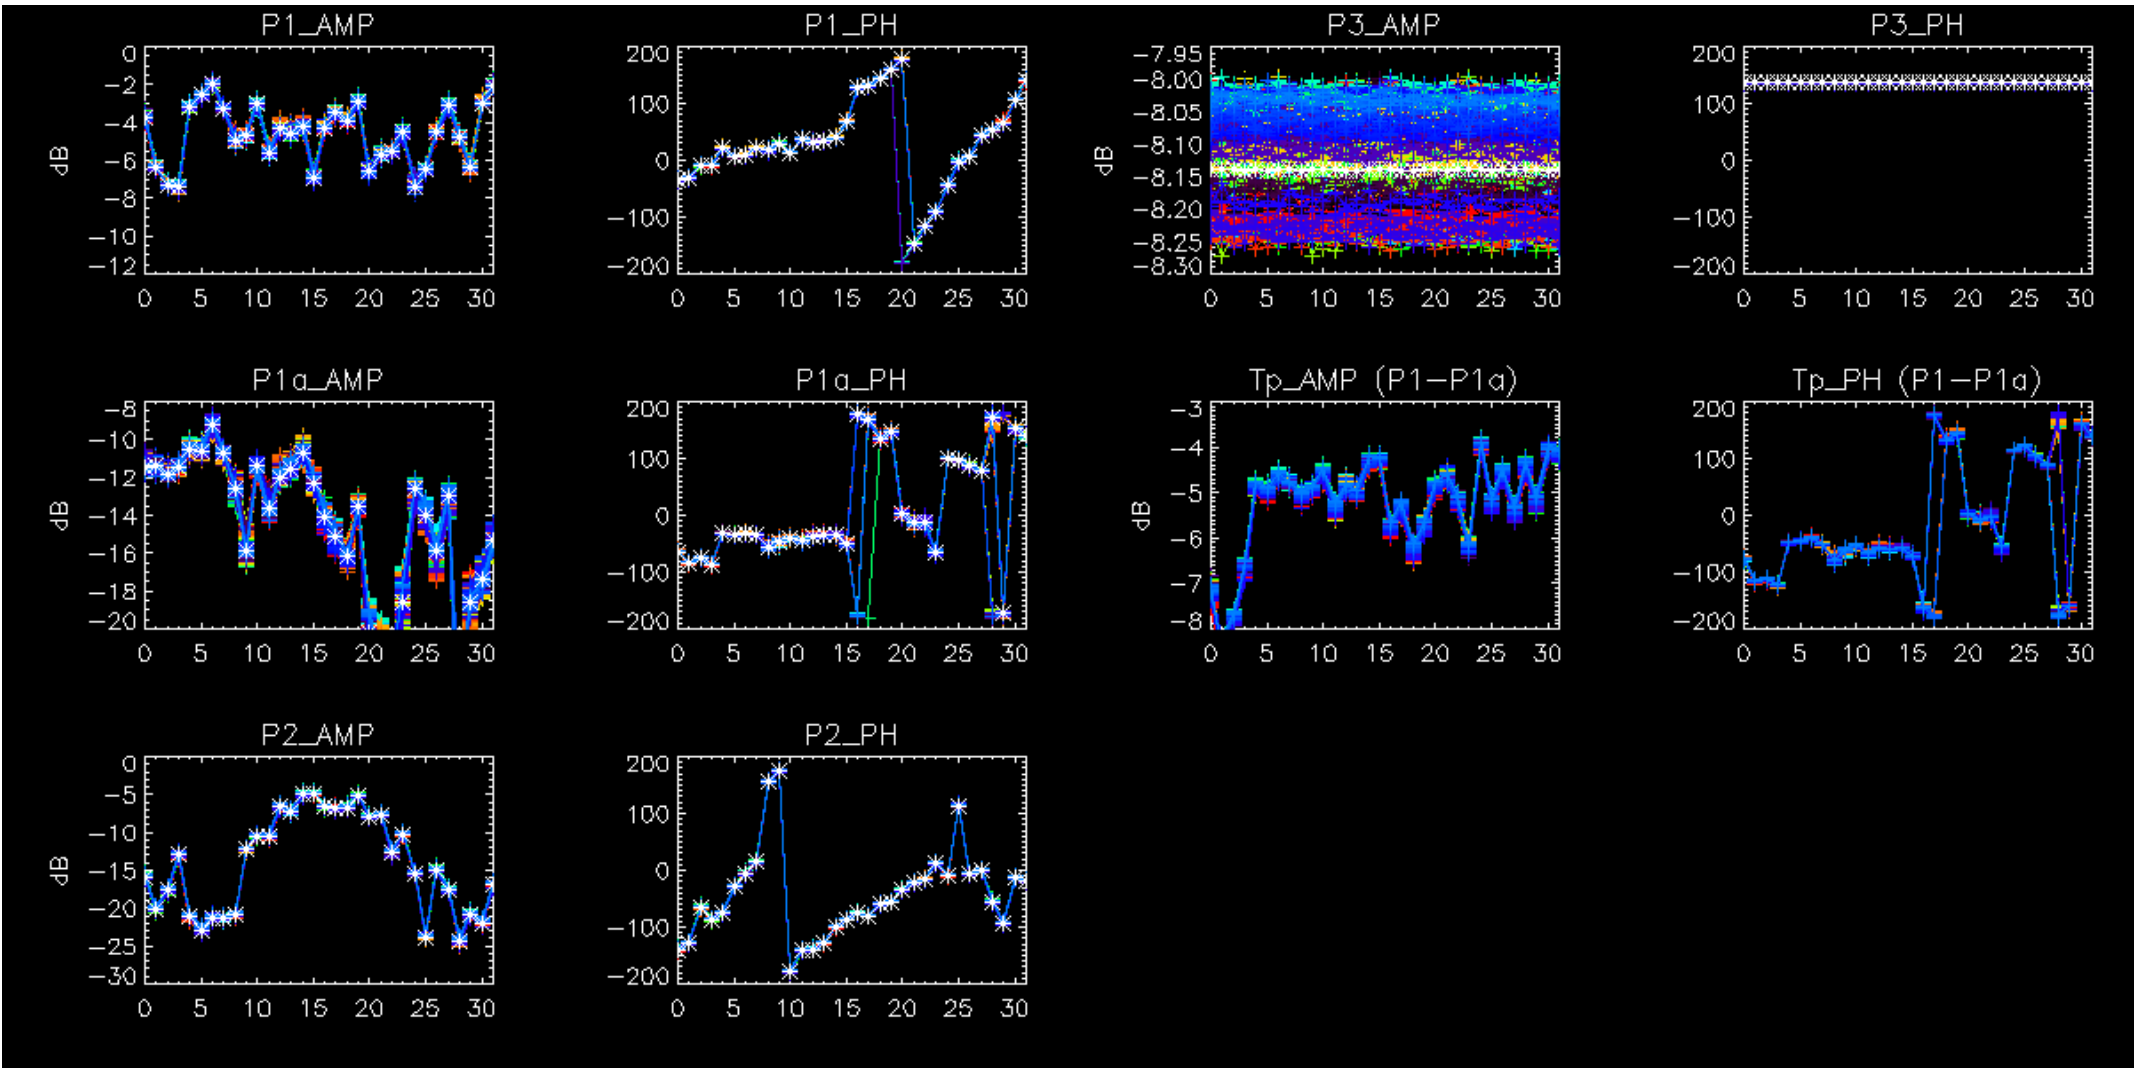 P1_AMP
P1_PH
P3_AMP
P3_PH
dB
0
−2
−4
−6
−8
−10
−12
0 5 10 15 20 25 30
200
100
0
−100
−200
0 5 10 15 20 25 30
dB
−7.95
−8.00
−8.05
−8.10
−8.15
−8.20
−8.25
−8.30
0 5 10 15 20 25 30
200
100
0
−100
−200
0 5 10 15 20 25 30
P1a_AMP
P1a_PH
Tp_AMP (P1−P1a)
Tp_PH (P1−P1a)
dB
−8
−10
−12
−14
−16
−18
−20
0 5 10 15 20 25 30
200
100
0
−100
−200
0 5 10 15 20 25 30
dB
−3
−4
−5
−6
−7
−8
0 5 10 15 20 25 30
200
100
0
−100
−200
0 5 10 15 20 25 30
P2_AMP
P2_PH
dB
0
−5
−10
−15
−20
−25
−30
0 5 10 15 20 25 30
200
100
0
−100
−200
0 5 10 15 20 25 30